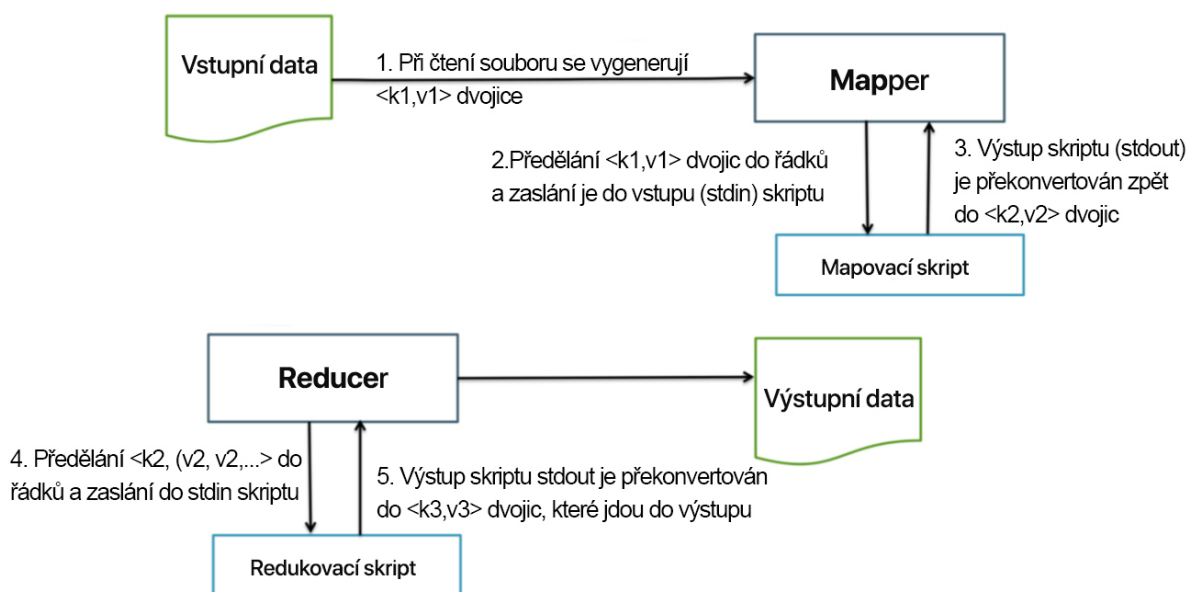 Vstupní data
1. Při čtení souboru se vygenerují
<k1,v1> dvojice
Mapper
2.Předělání <k1,v1> dvojic do řádků
a zaslání je do vstupu (stdin) skriptu
3. Výstup skriptu (stdout)
je překonvertován zpět
do <k2,v2> dvojic
Mapovací skript
Reducer
Výstupní data
4. Předělání <k2, (v2, v2,...> do
řádků a zaslání do stdin skriptu
5. Výstup skriptu stdout je překonvertován
do <k3,v3> dvojic, které jdou do výstupu
Redukovací skript